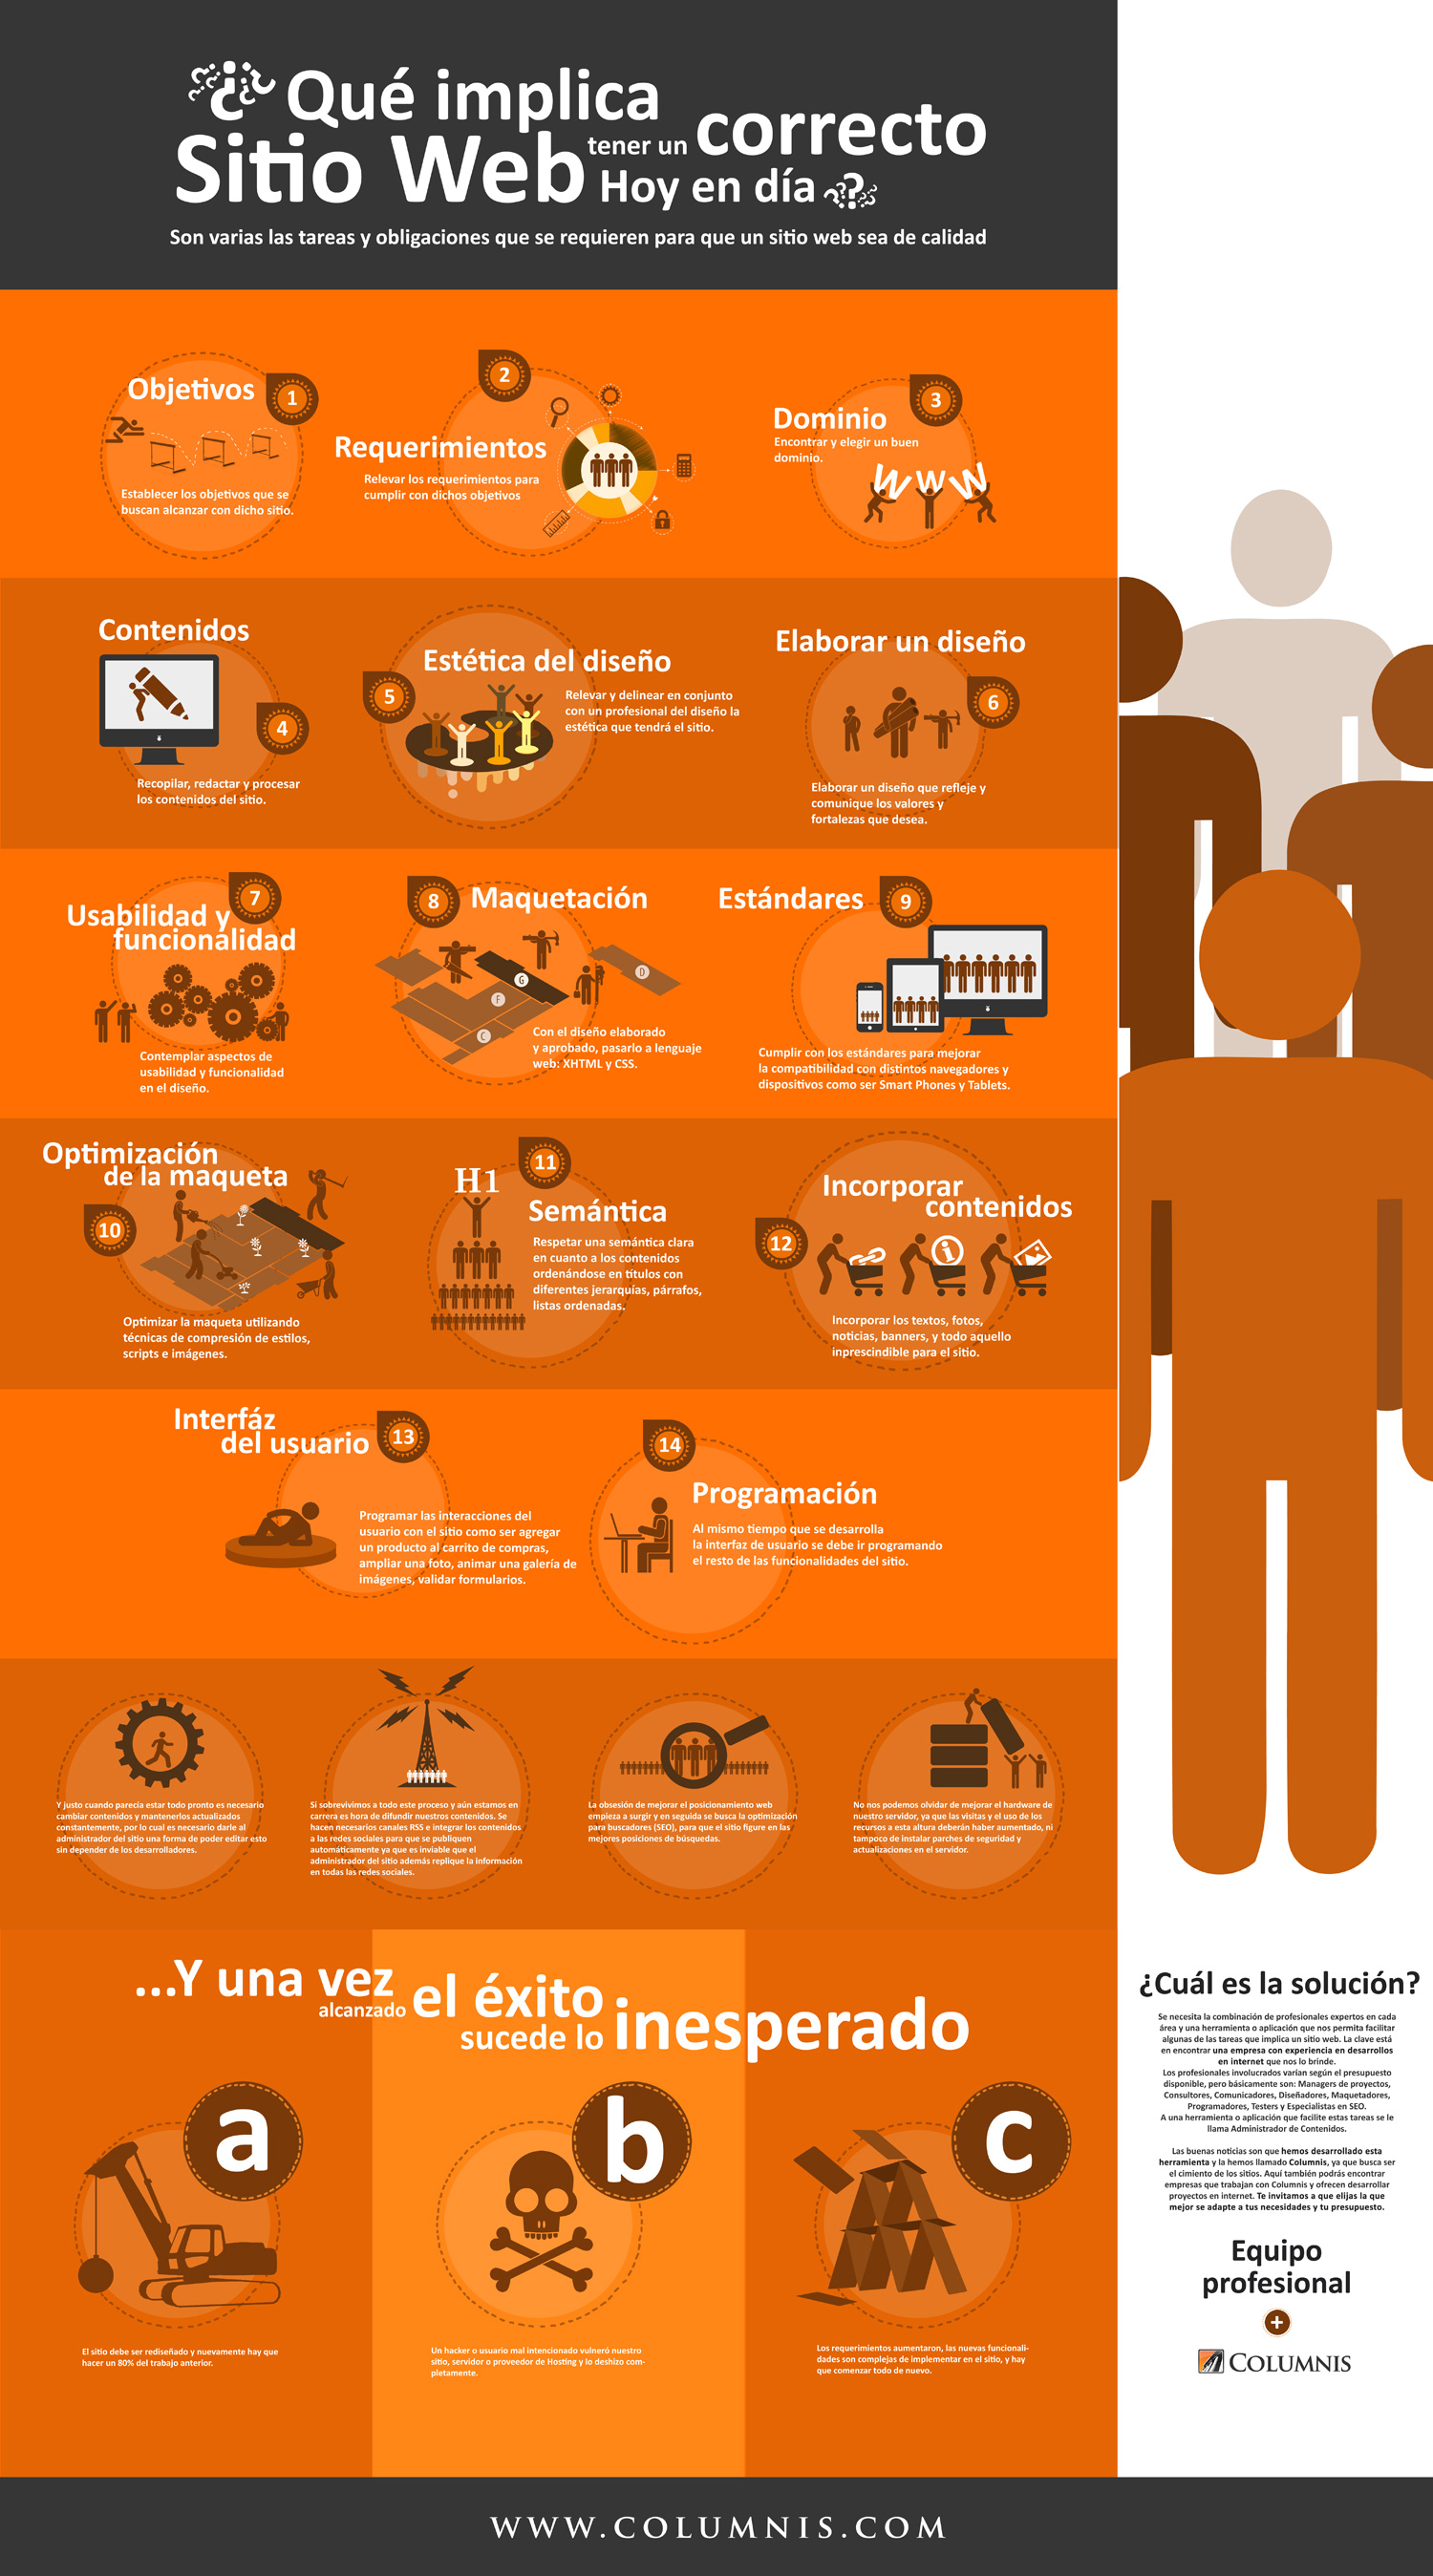 ¿Qué implica
tener un correcto
Sitio Web Hoy en día ?
Son varias las tareas y obligaciones que se requieren para que un sitio web sea de calidad
Objetivos
1
Establecer los objetivos que se
buscan alcanzar con dicho sitio.
2
Requerimientos
Relevar los requerimientos para
cumplir con dichos objetivos
3
Dominio
Encontrar y elegir un buen
dominio.
WWW
Contenidos
4
Recopilar, redactar y procesar
los contenidos del sitio.
5
Estética del diseño
Relevar y delinear en conjunto
con un profesional del diseño la
estética que tendrá el sitio.
Elaborar un diseño
6
Elaborar un diseño que refleje y
comunique los valores y
fortalezas que desea.
7
Usabilidad y
funcionalidad
Contemplar aspectos de
usabilidad y funcionalidad
en el diseño.
8
Maquetación
G
D
F
C
Con el diseño elaborado
y aprobado, pasarlo a lenguaje
web: XHTML y CSS.
Estándares
9
Cumplir con los estándares para mejorar
la compatibilidad con distintos navegadores y
dispositivos como ser Smart Phones y Tablets.
Optimización
de la maqueta
10
Optimizar la maqueta utilizando
técnicas de compresión de estilos,
scripts e imágenes.
11
H1
Semántica
Respetar una semántica clara
en cuanto a los contenidos
ordenándose en títulos con
diferentes jerarquías, párrafos,
listas ordenadas.
Incorporar
contenidos
12
Incorporar los textos, fotos,
noticias, banners, y todo aquello
inprescindible para el sitio.
Interfáz
del usuario
13
Programar las interacciones del
usuario con el sitio como ser agregar
un producto al carrito de compras,
ampliar una foto, animar una galería de
imágenes, validar formularios.
14
Programación
Al mismo tiempo que se desarrolla
la interfaz de usuario se debe ir programando
el resto de las funcionalidades del sitio.
Y justo cuando parecía estar todo pronto es necesario
cambiar contenidos y mantenerlos actualizados
constantemente, por lo cual es necesario darle al
administrador del sitio una forma de poder editar esto
sin depender de los desarrolladores.
Si sobrevivimos a todo este proceso y aún estamos en
carrera es hora de difundir nuestros contenidos. Se
hacen necesarios canales RSS e integrar los contenidos
a las redes sociales para que se publiquen
automáticamente ya que es inviable que el
administrador del sitio además replique la información
en todas las redes sociales.
La obsesión de mejorar el posicionamiento web
empieza a surgir y en seguida se busca la optimización
para buscadores (SEO), para que el sitio figure en las
mejores posiciones de búsquedas.
No nos podemos olvidar de mejorar el hardware de
nuestro servidor, ya que las visitas y el uso de los
recursos a esta altura deberán haber aumentado, ni
tampoco de instalar parches de seguridad y
actualizaciones en el servidor.
...Y una vez
alcanzado el éxito
sucede lo inesperado
a
El sitio debe ser rediseñado y nuevamente hay que
hacer un 80% del trabajo anterior.
b
Un hacker o usuario mal intencionado vulneró nuestro
sitio, servidor o proveedor de Hosting y lo deshizo com-
pletamente.
c
Los requerimientos aumentaron, las nuevas funcionali-
dades son complejas de implementar en el sitio, y hay
que comenzar todo de nuevo.
¿Cuál es la solución?
Se necesita la combinación de profesionales expertos en cada
área y una herramienta o aplicación que nos permita facilitar
algunas de las tareas que implica un sitio web. La clave está
en encontrar una empresa con experiencia en desarrollos
en internet que nos lo brinde.
Los profesionales involucrados varían según el presupuesto
disponible, pero básicamente son: Managers de proyectos,
Consultores, Comunicadores, Diseñadores, Maquetadores,
Programadores, Testers y Especialistas en SEO.
A una herramienta o aplicación que facilite estas tareas se le
llama Administrador de Contenidos.
Las buenas noticias son que hemos desarrollado esta
herramienta y la hemos llamado Columnis, ya que busca ser
el cimiento de los sitios. Aquí también podrás encontrar
empresas que trabajan con Columnis y ofrecen desarrollar
proyectos en internet. Te invitamos a que elijas la que
mejor se adapte a tus necesidades y tu presupuesto.
Equipo
profesional
+
COLUMNIS
WWW.COLUMNIS.COM